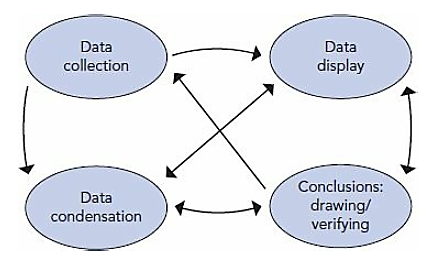 Data
collection
Data
display
Data
condensation
Conclusions:
drawing/
verifying